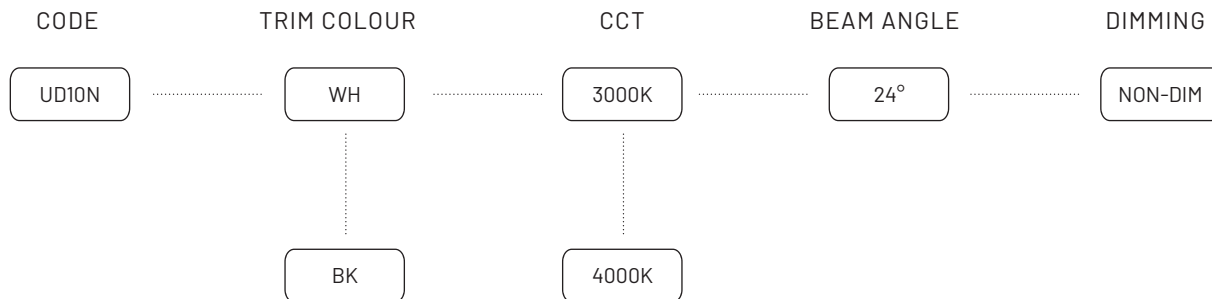 CODE TRIM COLOUR CCT BEAM ANGLE DIMMING
UD10N WH 3000K 24° NON-DIM
BK 4000K